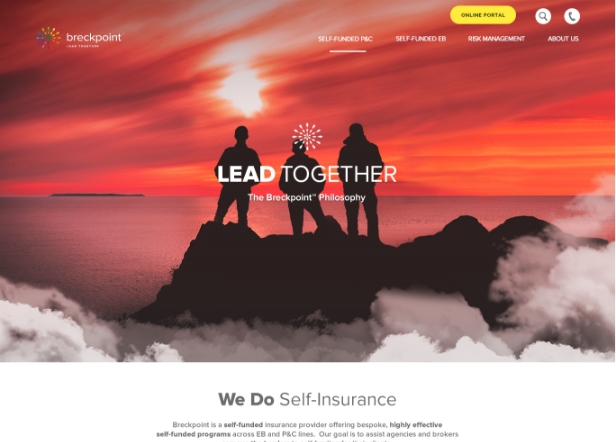 ONLINE PORTAL
breckpoint
LEAD TOGETHER
SELF-FUNDED P&C
SELF-FUNDED EB
RISK MANAGEMENT
ABOUT US
LEAD TOGETHER
The Breckpoint™ Philosophy
We Do Self-Insurance
Breckpoint is a self-funded insurance provider offering bespoke, highly effective
self-funded programs across EB and P&C lines. Our goal is to assist agencies and brokers